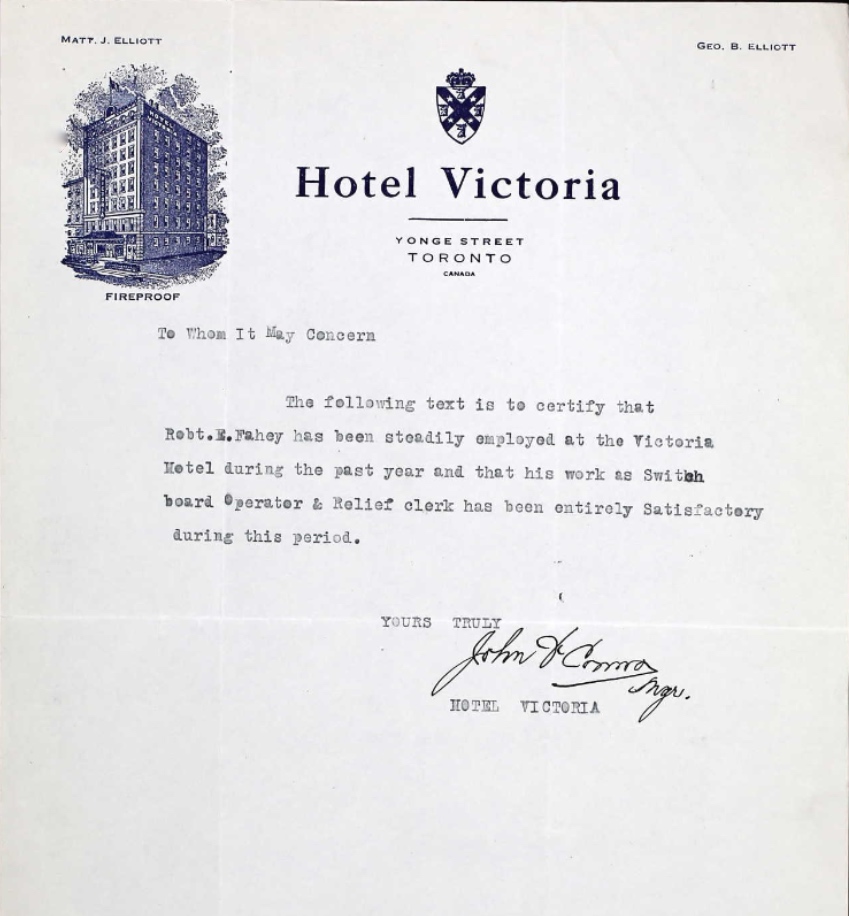 MATT. J. ELLIOTT
GEO. B. ELLIOTT
HOTEL
Hotel Victoria
YONGE STREET
TORONTO
CANADA
FIREPROOF
To Whom It May Concern
The following text is to certify that
Robt.E.Fahey has been steadily employed at the Victoria
Hotel during the past year and that his work as Switch
board Operator & Relief clerk has been entirely Satisfactory
during this period.
YOURS TRULY
John
Mgr.
HOTEL VICTORIA